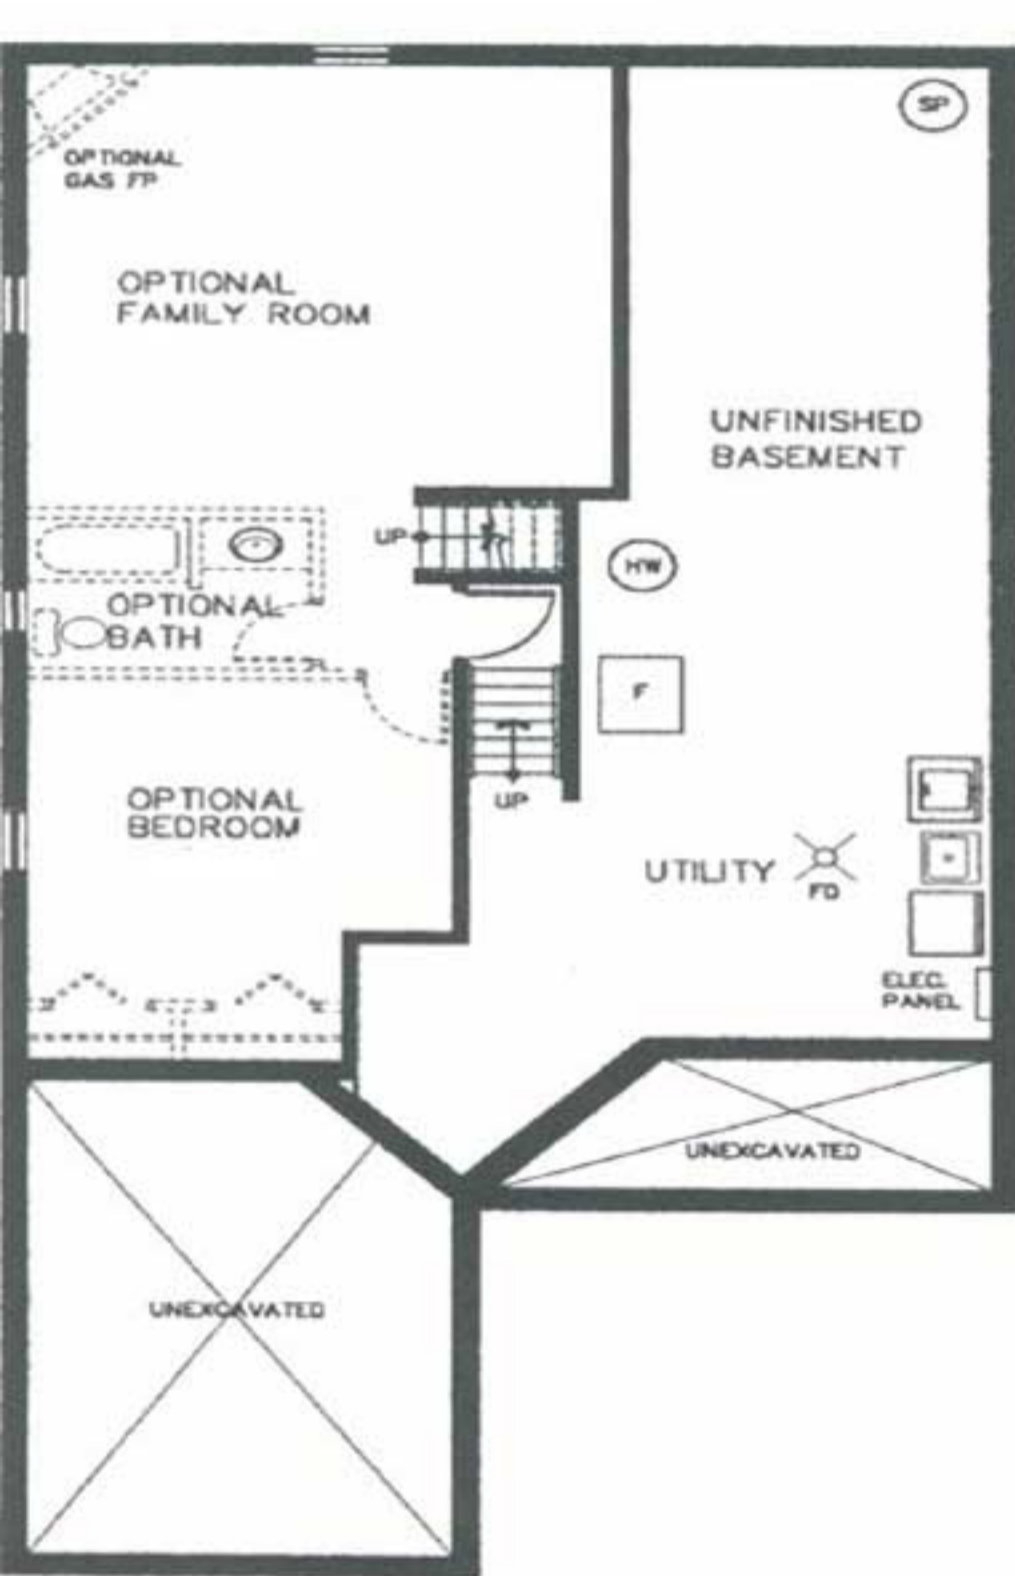 SP
OPTIONAL
GAS FP
OPTIONAL
FAMILY ROOM
UNFINISHED
BASEMENT
UP
HW
OPTIONAL
BATH
F
OPTIONAL
BEDROOM
UP
UTILITY
FD
ELEC.
PANEL
UNEXCAVATED
UNEXCAVATED